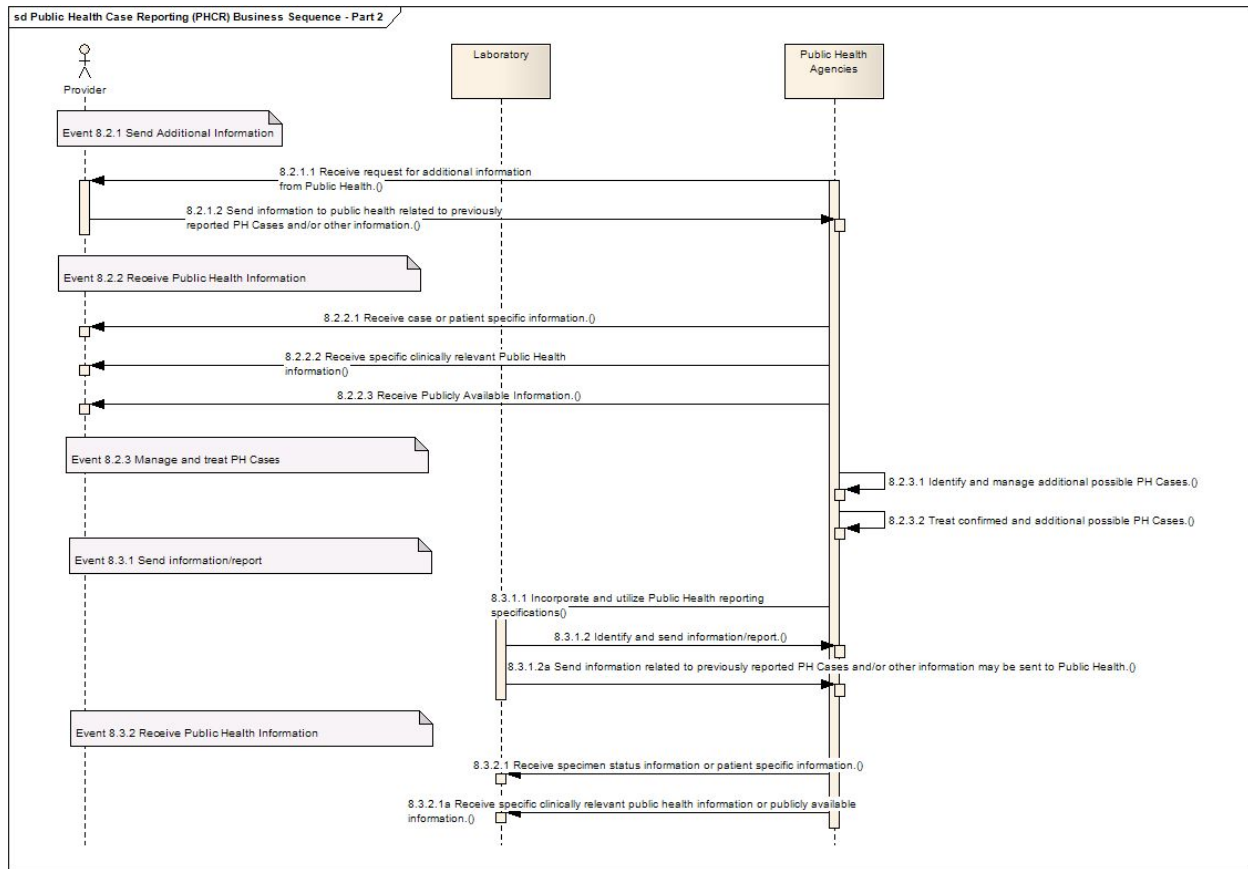 sd Public Health Case Reporting (PHCR) Business Sequence - Part 2
Laboratory
Public Health
Agencies
Provider
Event 8.2.1 Send Additional Information
8.2.1.1 Receive request for additional information
from Public Health.()
8.2.1.2 Send information to public health related to previously
reported PH Cases and/or other information.()
Event 8.2.2 Receive Public Health Information
8.2.2.1 Receive case or patient specific information.()
8.2.2.2 Receive specific clinically relevant Public Health
information()
8.2.2.3 Receive Publicly Available Information.()
Event 8.2.3 Manage and treat PH Cases
8.2.3.1 Identify and manage additional possible PH Cases.()
8.2.3.2 Treat confirmed and additional possible PH Cases.()
Event 8.3.1 Send information/report
8.3.1.1 Incorporate and utilize Public Health reporting
specifications()
8.3.1.2 Identify and send information/report.()
8.3.1.2a Send information related to previously reported PH Cases and/or other information may be sent to Public Health.()
Event 8.3.2 Receive Public Health Information
8.3.2.1 Receive specimen status information or patient specific information.()
8.3.2.1a Receive specific clinically relevant public health information or publicly available
information.()